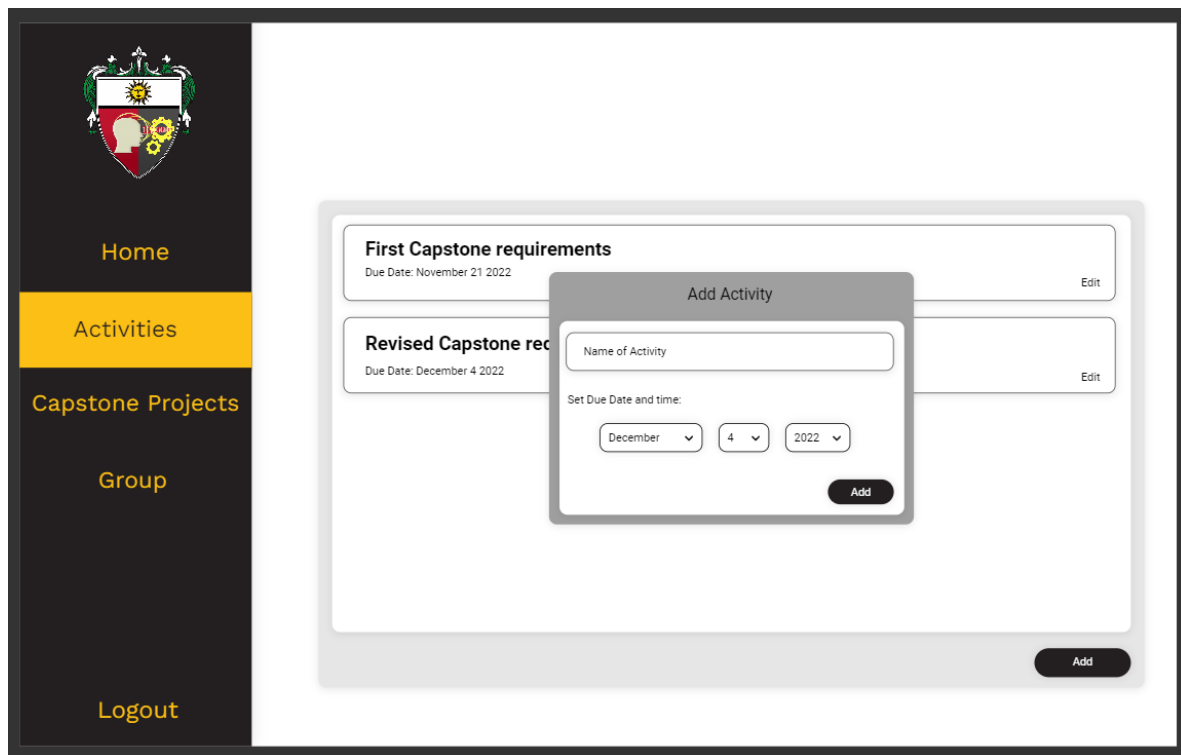 Home
Activities
Capstone Projects
Group
Logout
First Capstone requirements
Due Date: November 21 2022
Edit
Revised Capstone
Due Date: December 4 2022
Edit
Add Activity
Name of Activity
Set Due Date and time:
December 4 2022
Add
Add